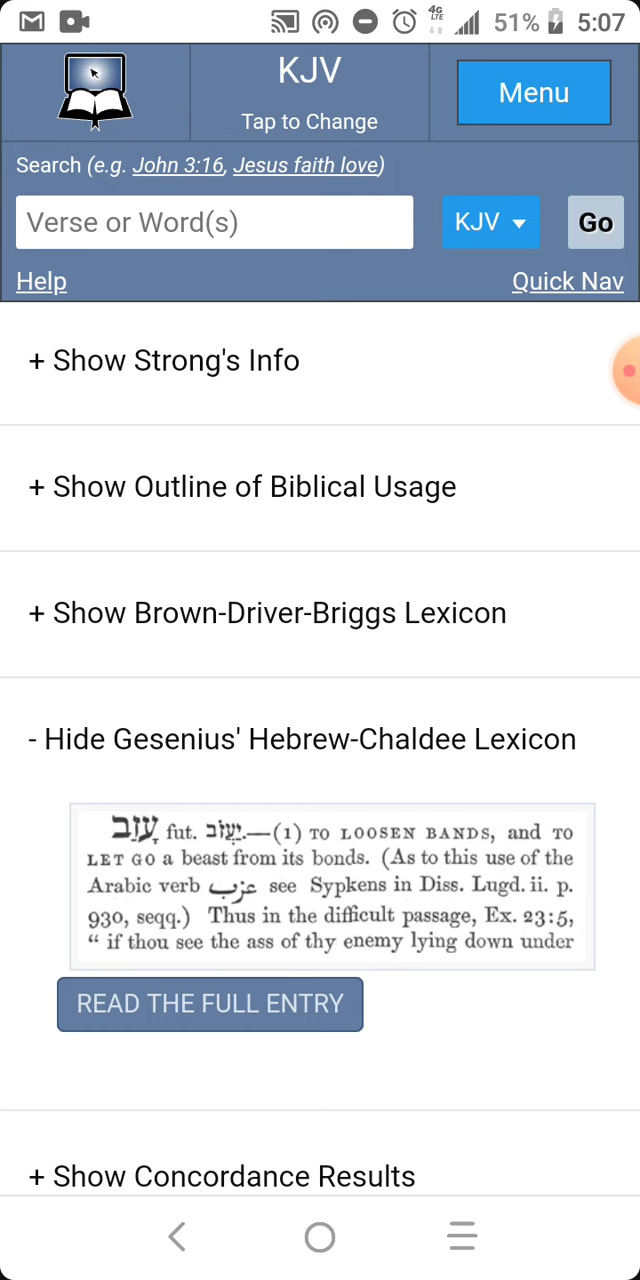 4G
LTE
51%
5:07
KJV
Tap to Change
Menu
Search (e.g. John 3:16, Jesus faith love)
Verse or Word(s)
KJV
Go
Help
Quick Nav
+ Show Strong's Info
+ Show Outline of Biblical Usage
+ Show Brown-Driver-Briggs Lexicon
- Hide Gesenius' Hebrew-Chaldee Lexicon
עָזַב fut. יַעֲזוֹב.—(1) TO LOOSEN BANDS, and TO
LET GO a beast from its bonds. (As to this use of the
Arabic verb عزب see Sypkens in Diss. Lugd. ii. p.
930, seqq.) Thus in the difficult passage, Ex. 23:5,
“ if thou see the ass of thy enemy lying down under
READ THE FULL ENTRY
+ Show Concordance Results